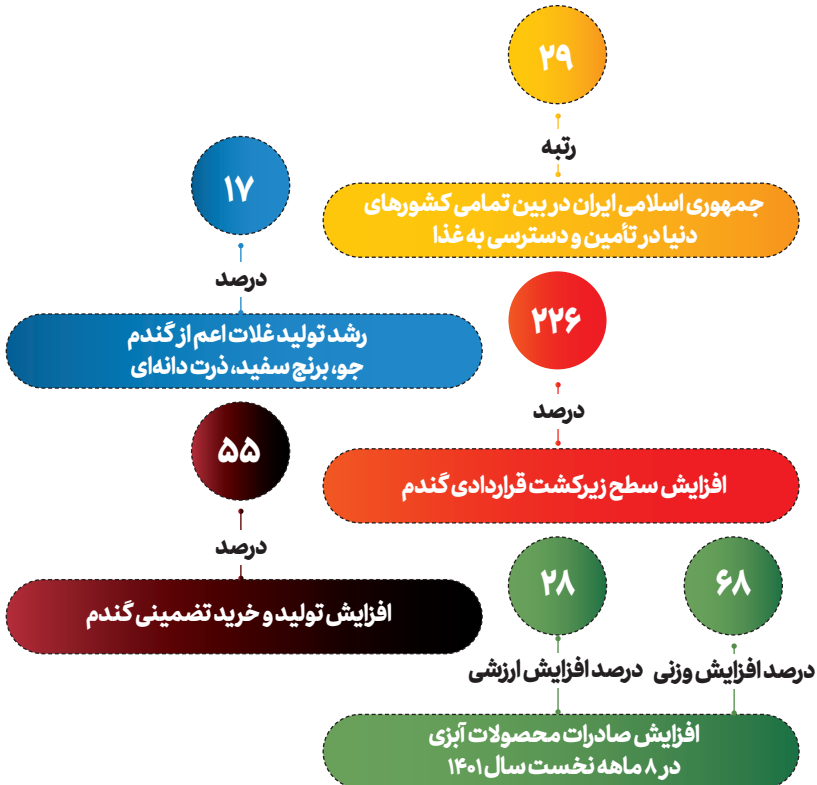 ۲۹
رتبه
جمهوری اسلامی ایران در بین تمامی کشورهای
دنیا در تأمین و دسترسی به غذا
۱۷
درصد
رشد تولید غلات اعم از گندم
جو، برنج سفید، ذرت دانه‌ای
۲۲۶
درصد
افزایش سطح زیرکشت قراردادی گندم
۵۵
درصد
افزایش تولید و خرید تضمینی گندم
۶۸
درصد افزایش وزنی
۲۸
درصد افزایش ارزشی
افزایش صادرات محصولات آبزی
در ۸ ماهه نخست سال ۱۴۰۱